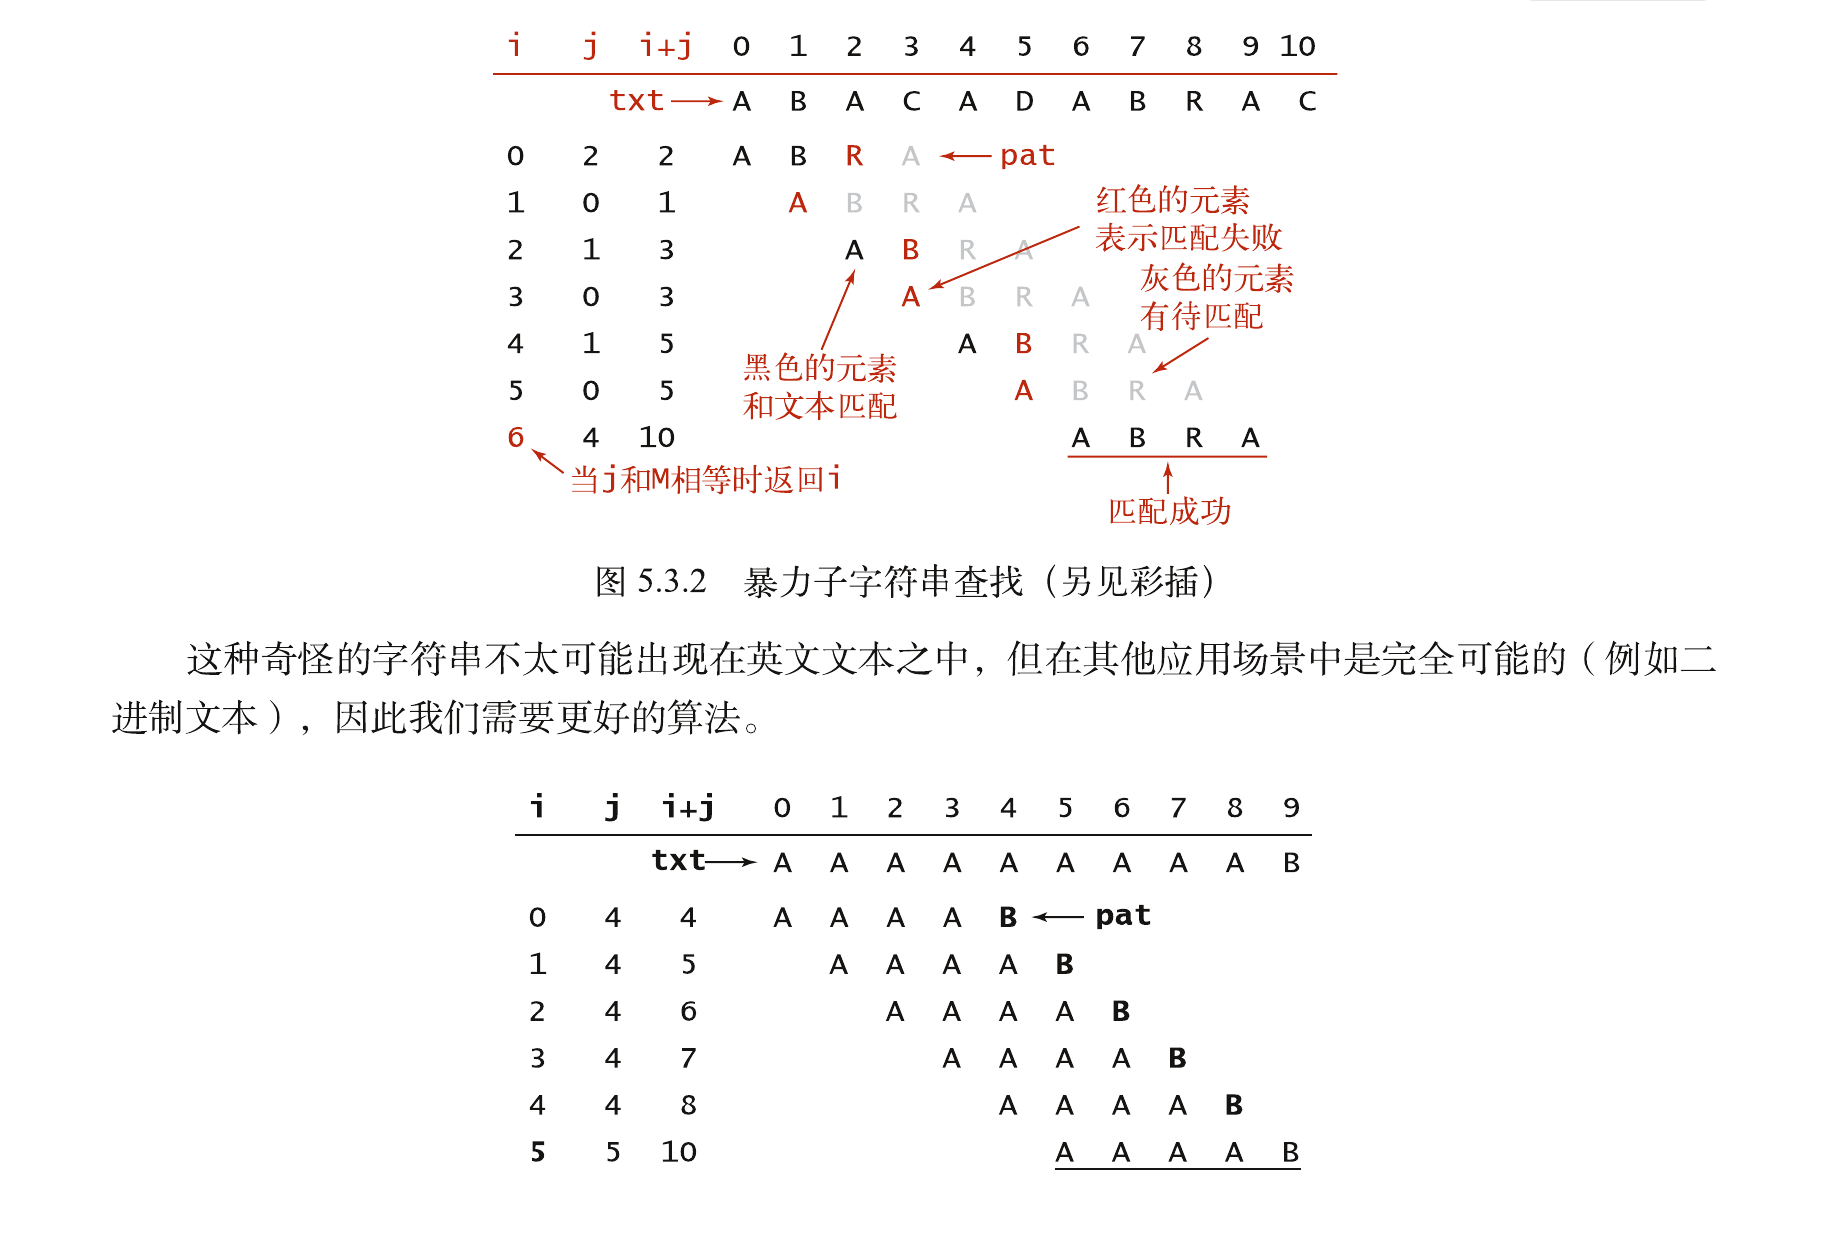 i j i+j 0 1 2 3 4 5 6 7 8 9 10
txt A B A C A D A B R A C
0 2 2 A B R A pat
1 0 1 A B R A
红色的元素
表示匹配失败
2 1 3 A B R A
灰色的元素
有待匹配
3 0 3 A B R A
4 1 5 A B R A
黑色的元素
和文本匹配
5 0 5 A B R A
6 4 10 A B R A
当j和M相等时返回i
匹配成功
图 5.3.2 暴力子字符串查找（另见彩插）
这种奇怪的字符串不太可能出现在英文文本之中，但在其他应用场景中是完全可能的（例如二
进制文本），因此我们需要更好的算法。
i j i+j 0 1 2 3 4 5 6 7 8 9
txt A A A A A A A A A B
0 4 4 A A A A B pat
1 4 5 A A A A B
2 4 6 A A A A B
3 4 7 A A A A B
4 4 8 A A A A B
5 5 10 A A A A B